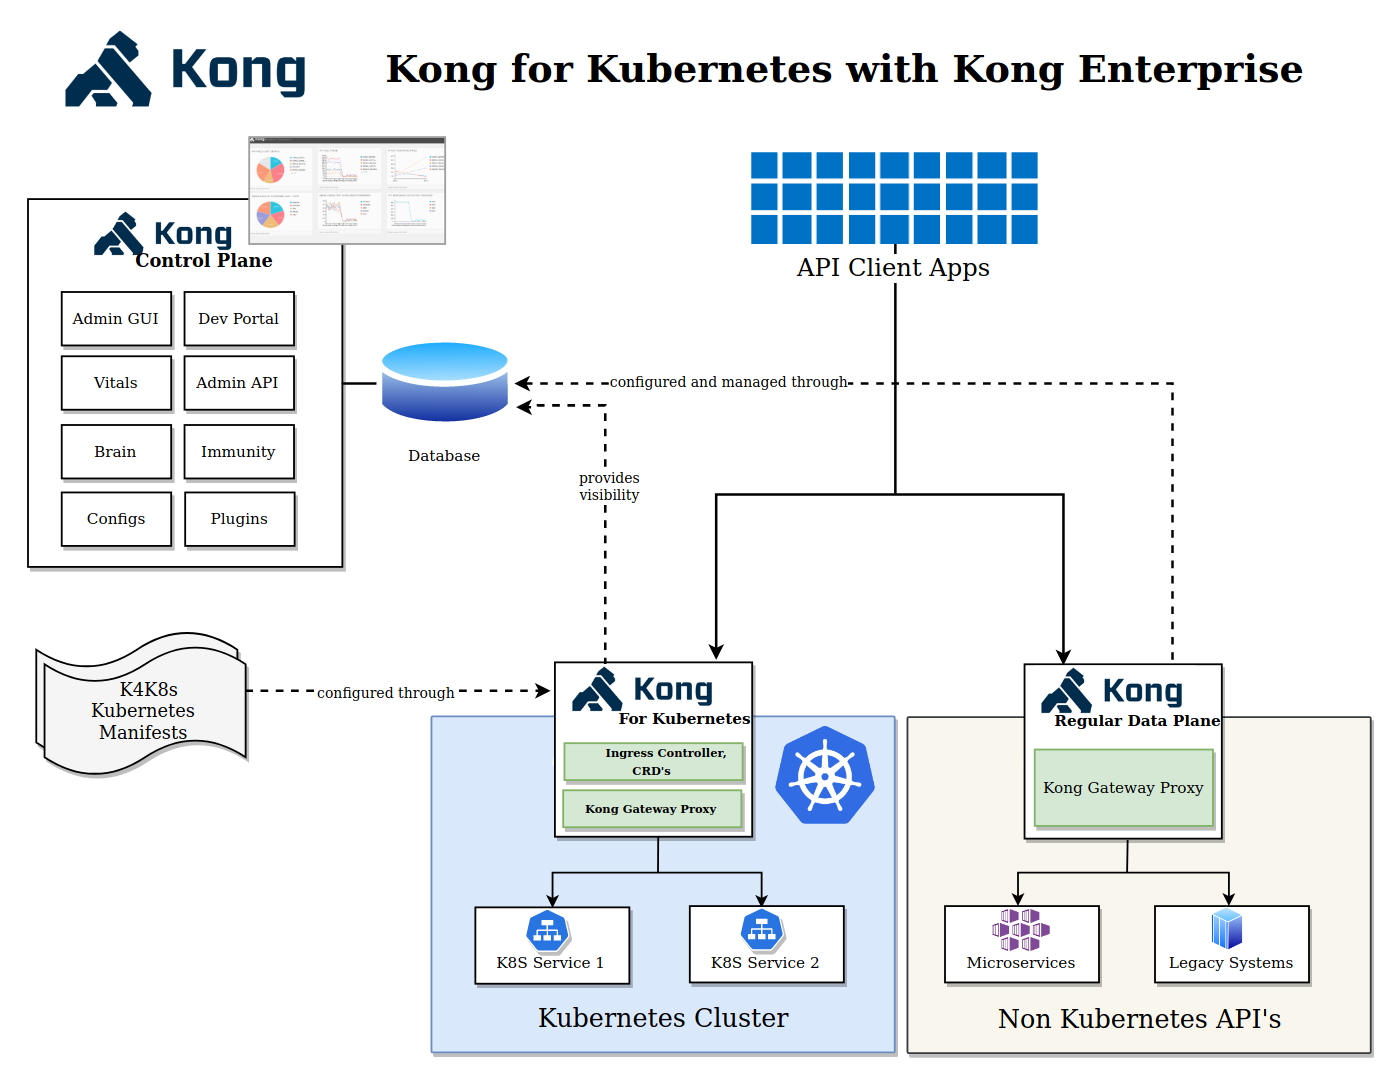 Kong
Kong for Kubernetes with Kong Enterprise
Kong
Control Plane
Admin GUI
Dev Portal
Vitals
Admin API
Brain
Immunity
Configs
Plugins
API Client Apps
configured and managed through
Database
provides
visibility
K4K8s
Kubernetes
Manifests
configured through
Kong
For Kubernetes
Ingress Controller,
CRD's
Kong Gateway Proxy
Kong
Regular Data Plane
Kong Gateway Proxy
K8S Service 1
K8S Service 2
Microservices
Legacy Systems
Kubernetes Cluster
Non Kubernetes API's